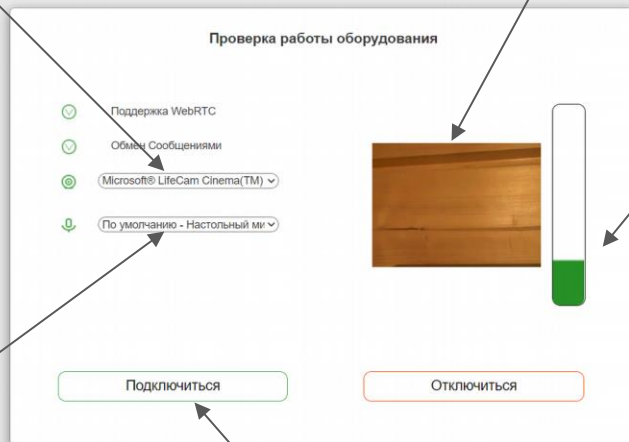 Проверка работы оборудования
Поддержка WebRTC
Обмен Сообщениями
Microsoft® LifeCam Cinema(TM)
По умолчанию - Настольный ми
Подключиться
Отключиться